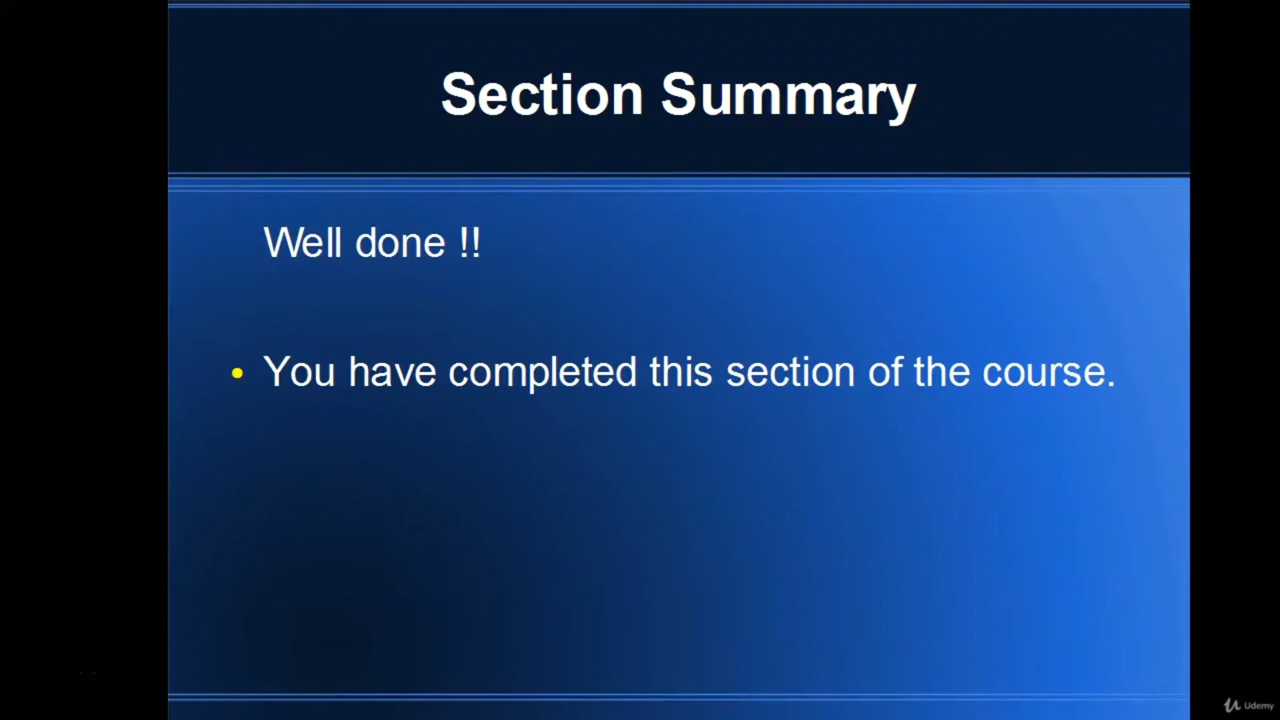 Section Summary
Well done !!
• You have completed this section of the course.
Udemy